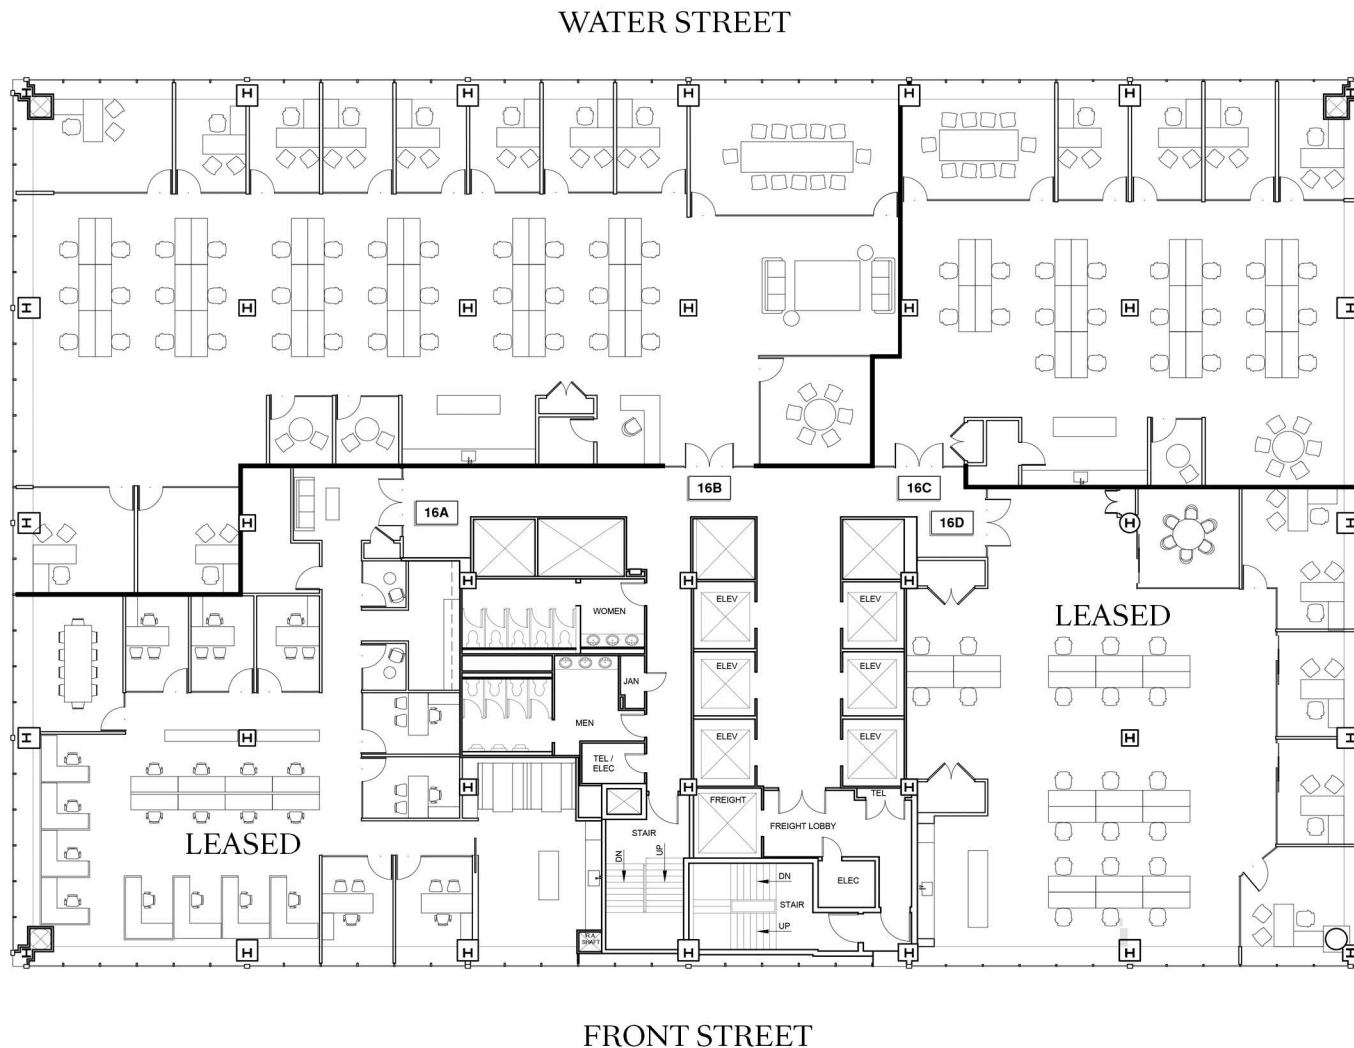 WATER STREET
16A
16B
16C
16D
WOMEN
ELEV
ELEV
LEASED
ELEV
ELEV
JAN
MEN
ELEV
ELEV
TEL /
ELEC
FREIGHT
TEL
FREIGHT LOBBY
STAIR
LEASED
DN
UP
DN
ELEC
STAIR
UP
R.A.
SHAFT
FRONT STREET